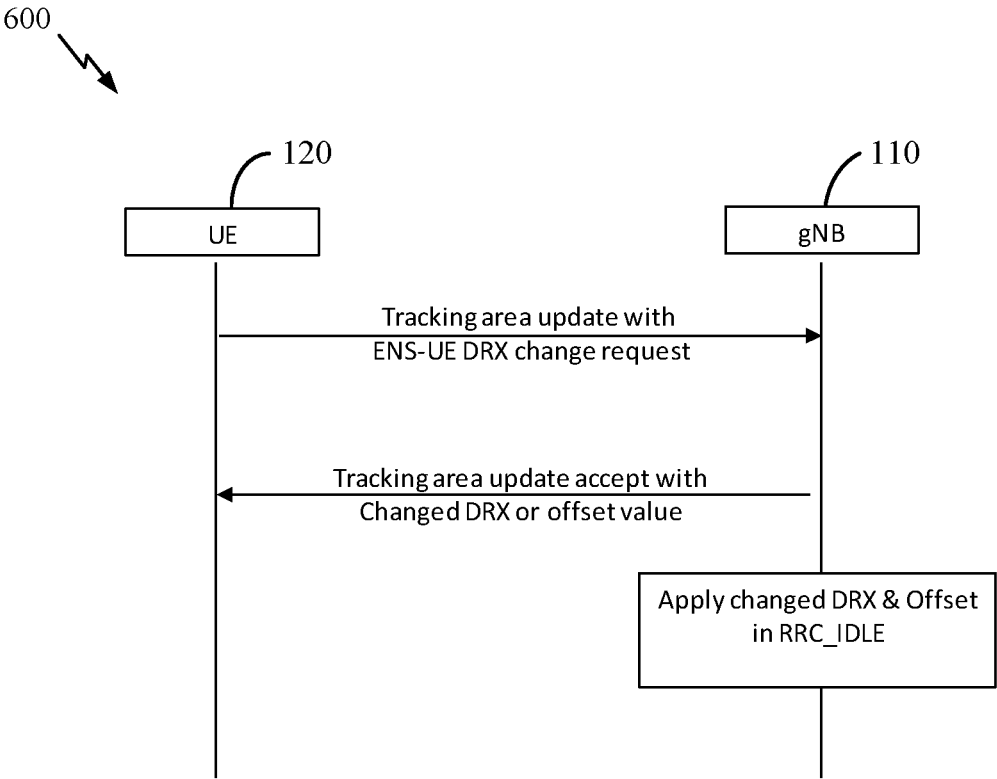 600
120
110
UE
gNB
Tracking area update with
ENS-UE DRX change request
Tracking area update accept with
Changed DRX or offset value
Apply changed DRX & Offset
in RRC_IDLE